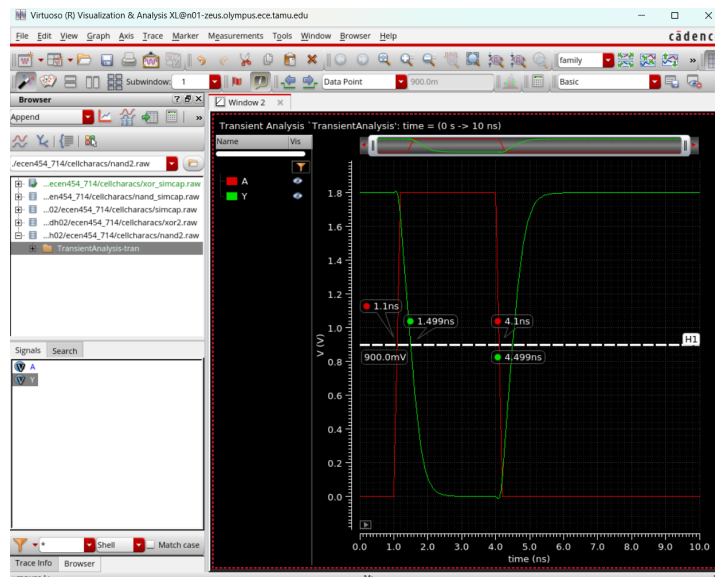 Virtuoso (R) Visualization & Analysis XL@n01-zeus.olympus.ece.tamu.edu
File Edit View Graph Axis Trace Marker Measurements Tools Window Browser Help
cādenc
family
Subwindow: 1
Data Point
900.0m
Basic
Browser
Window 2
Append
./ecen454_714/cellcharacs/nand2.raw
...ecen454_714/cellcharacs/xor_simcap.raw
...en454_714/cellcharacs/nand_simcap.raw
...02/ecen454_714/cellcharacs/simcap.raw
...dh02/ecen454_714/cellcharacs/xor2.raw
...h02/ecen454_714/cellcharacs/nand2.raw
TransientAnalysis-tran
Signals Search
A
Y
* Shell Match case
Trace Info Browser
Transient Analysis `TransientAnalysis': time = (0 s -> 10 ns)
Name Vis
A
Y
1.8
1.6
1.4
1.2
1.0
0.8
0.6
0.4
0.2
0.0
V (V)
1.1ns
1.499ns
4.1ns
H1
900.0mV
4.499ns
0.0 1.0 2.0 3.0 4.0 5.0 6.0 7.0 8.0 9.0 10.0
time (ns)